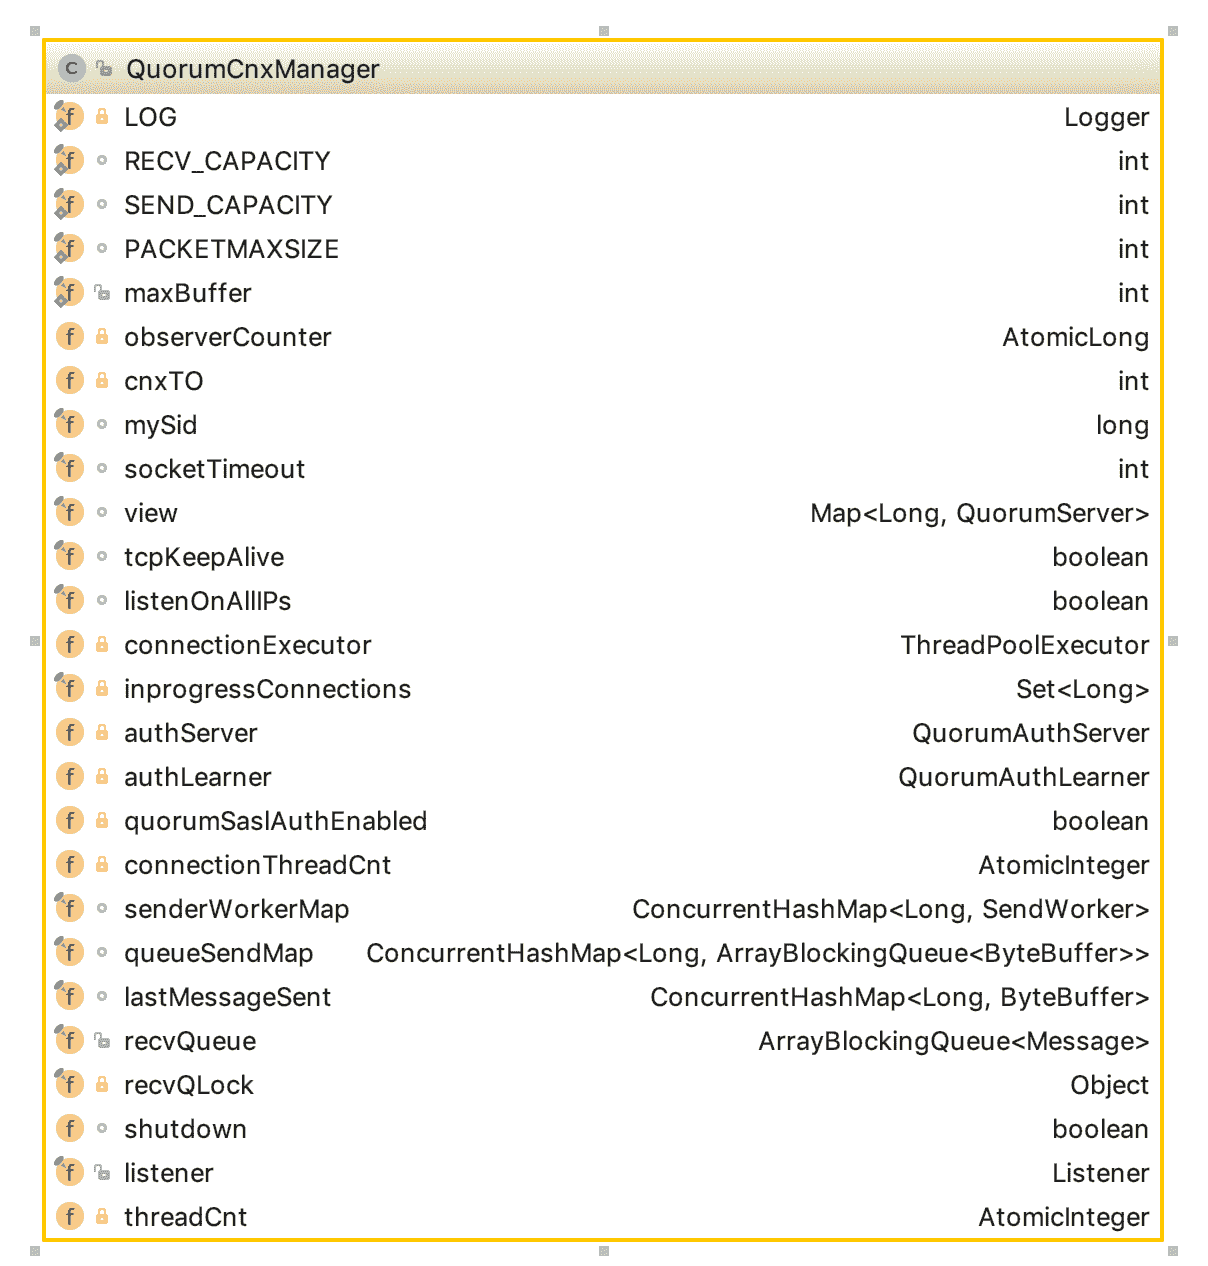 C QuorumCnxManager
f LOG Logger
f RECV_CAPACITY int
f SEND_CAPACITY int
f PACKETMAXSIZE int
f maxBuffer int
f observerCounter AtomicLong
f cnxTO int
f mySid long
f socketTimeout int
f view Map<Long, QuorumServer>
f tcpKeepAlive boolean
f listenOnAllIPs boolean
f connectionExecutor ThreadPoolExecutor
f inprogressConnections Set<Long>
f authServer QuorumAuthServer
f authLearner QuorumAuthLearner
f quorumSaslAuthEnabled boolean
f connectionThreadCnt AtomicInteger
f senderWorkerMap ConcurrentHashMap<Long, SendWorker>
f queueSendMap ConcurrentHashMap<Long, ArrayBlockingQueue<ByteBuffer>>
f lastMessageSent ConcurrentHashMap<Long, ByteBuffer>
f recvQueue ArrayBlockingQueue<Message>
f recvQLock Object
f shutdown boolean
f listener Listener
f threadCnt AtomicInteger